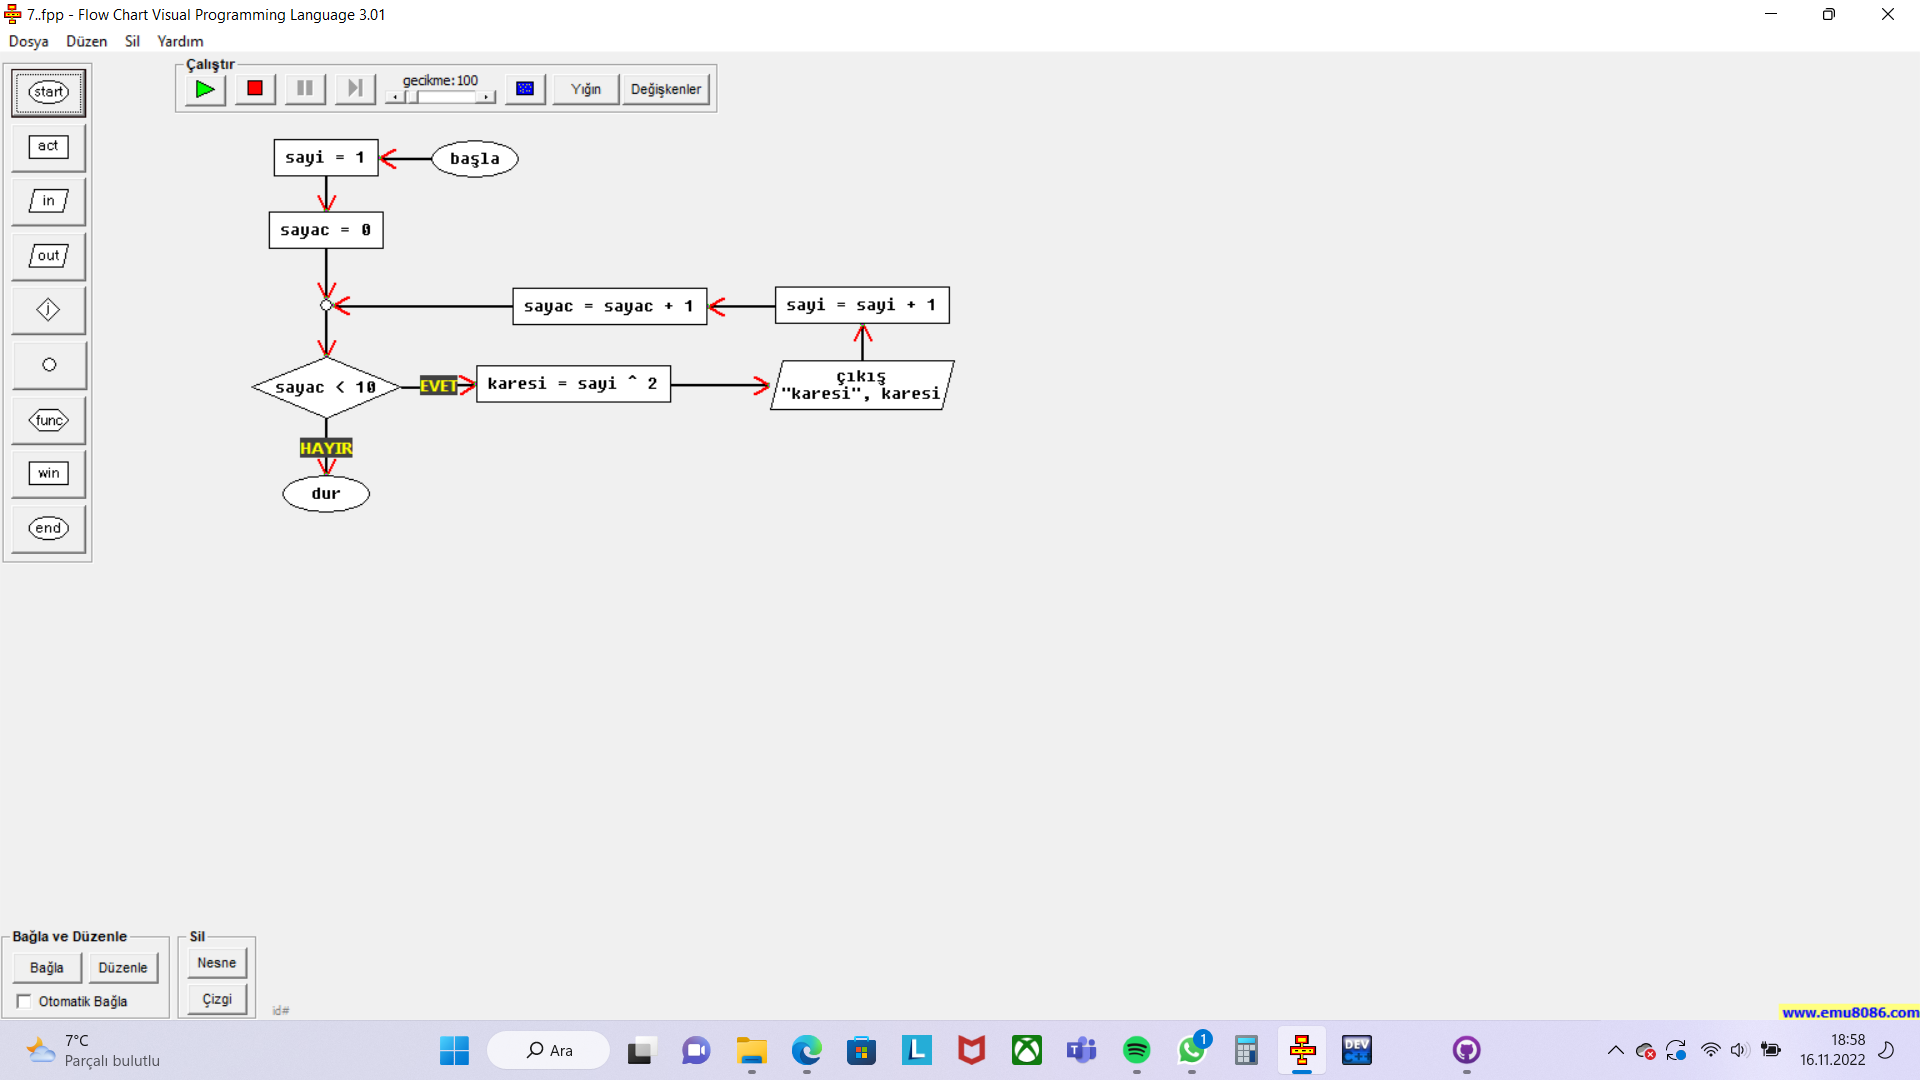 7..fpp - Flow Chart Visual Programming Language 3.01
Dosya Düzen Sil Yardım
Çalıştır
gecikme:100
Yığın
Değişkenler
start
act
in
out
j
func
win
end
sayi = 1
başla
sayac = 0
sayac = sayac + 1
sayi = sayi + 1
sayac < 10
EVET
karesi = sayi ^ 2
çıkış
"karesi", karesi
HAYIR
dur
Bağla ve Düzenle
Bağla
Düzenle
Otomatik Bağla
Sil
Nesne
Çizgi
id#
www.emu8086.com
7°C
Parçalı bulutlu
Ara
L
1
DEV
C++
18:58
16.11.2022